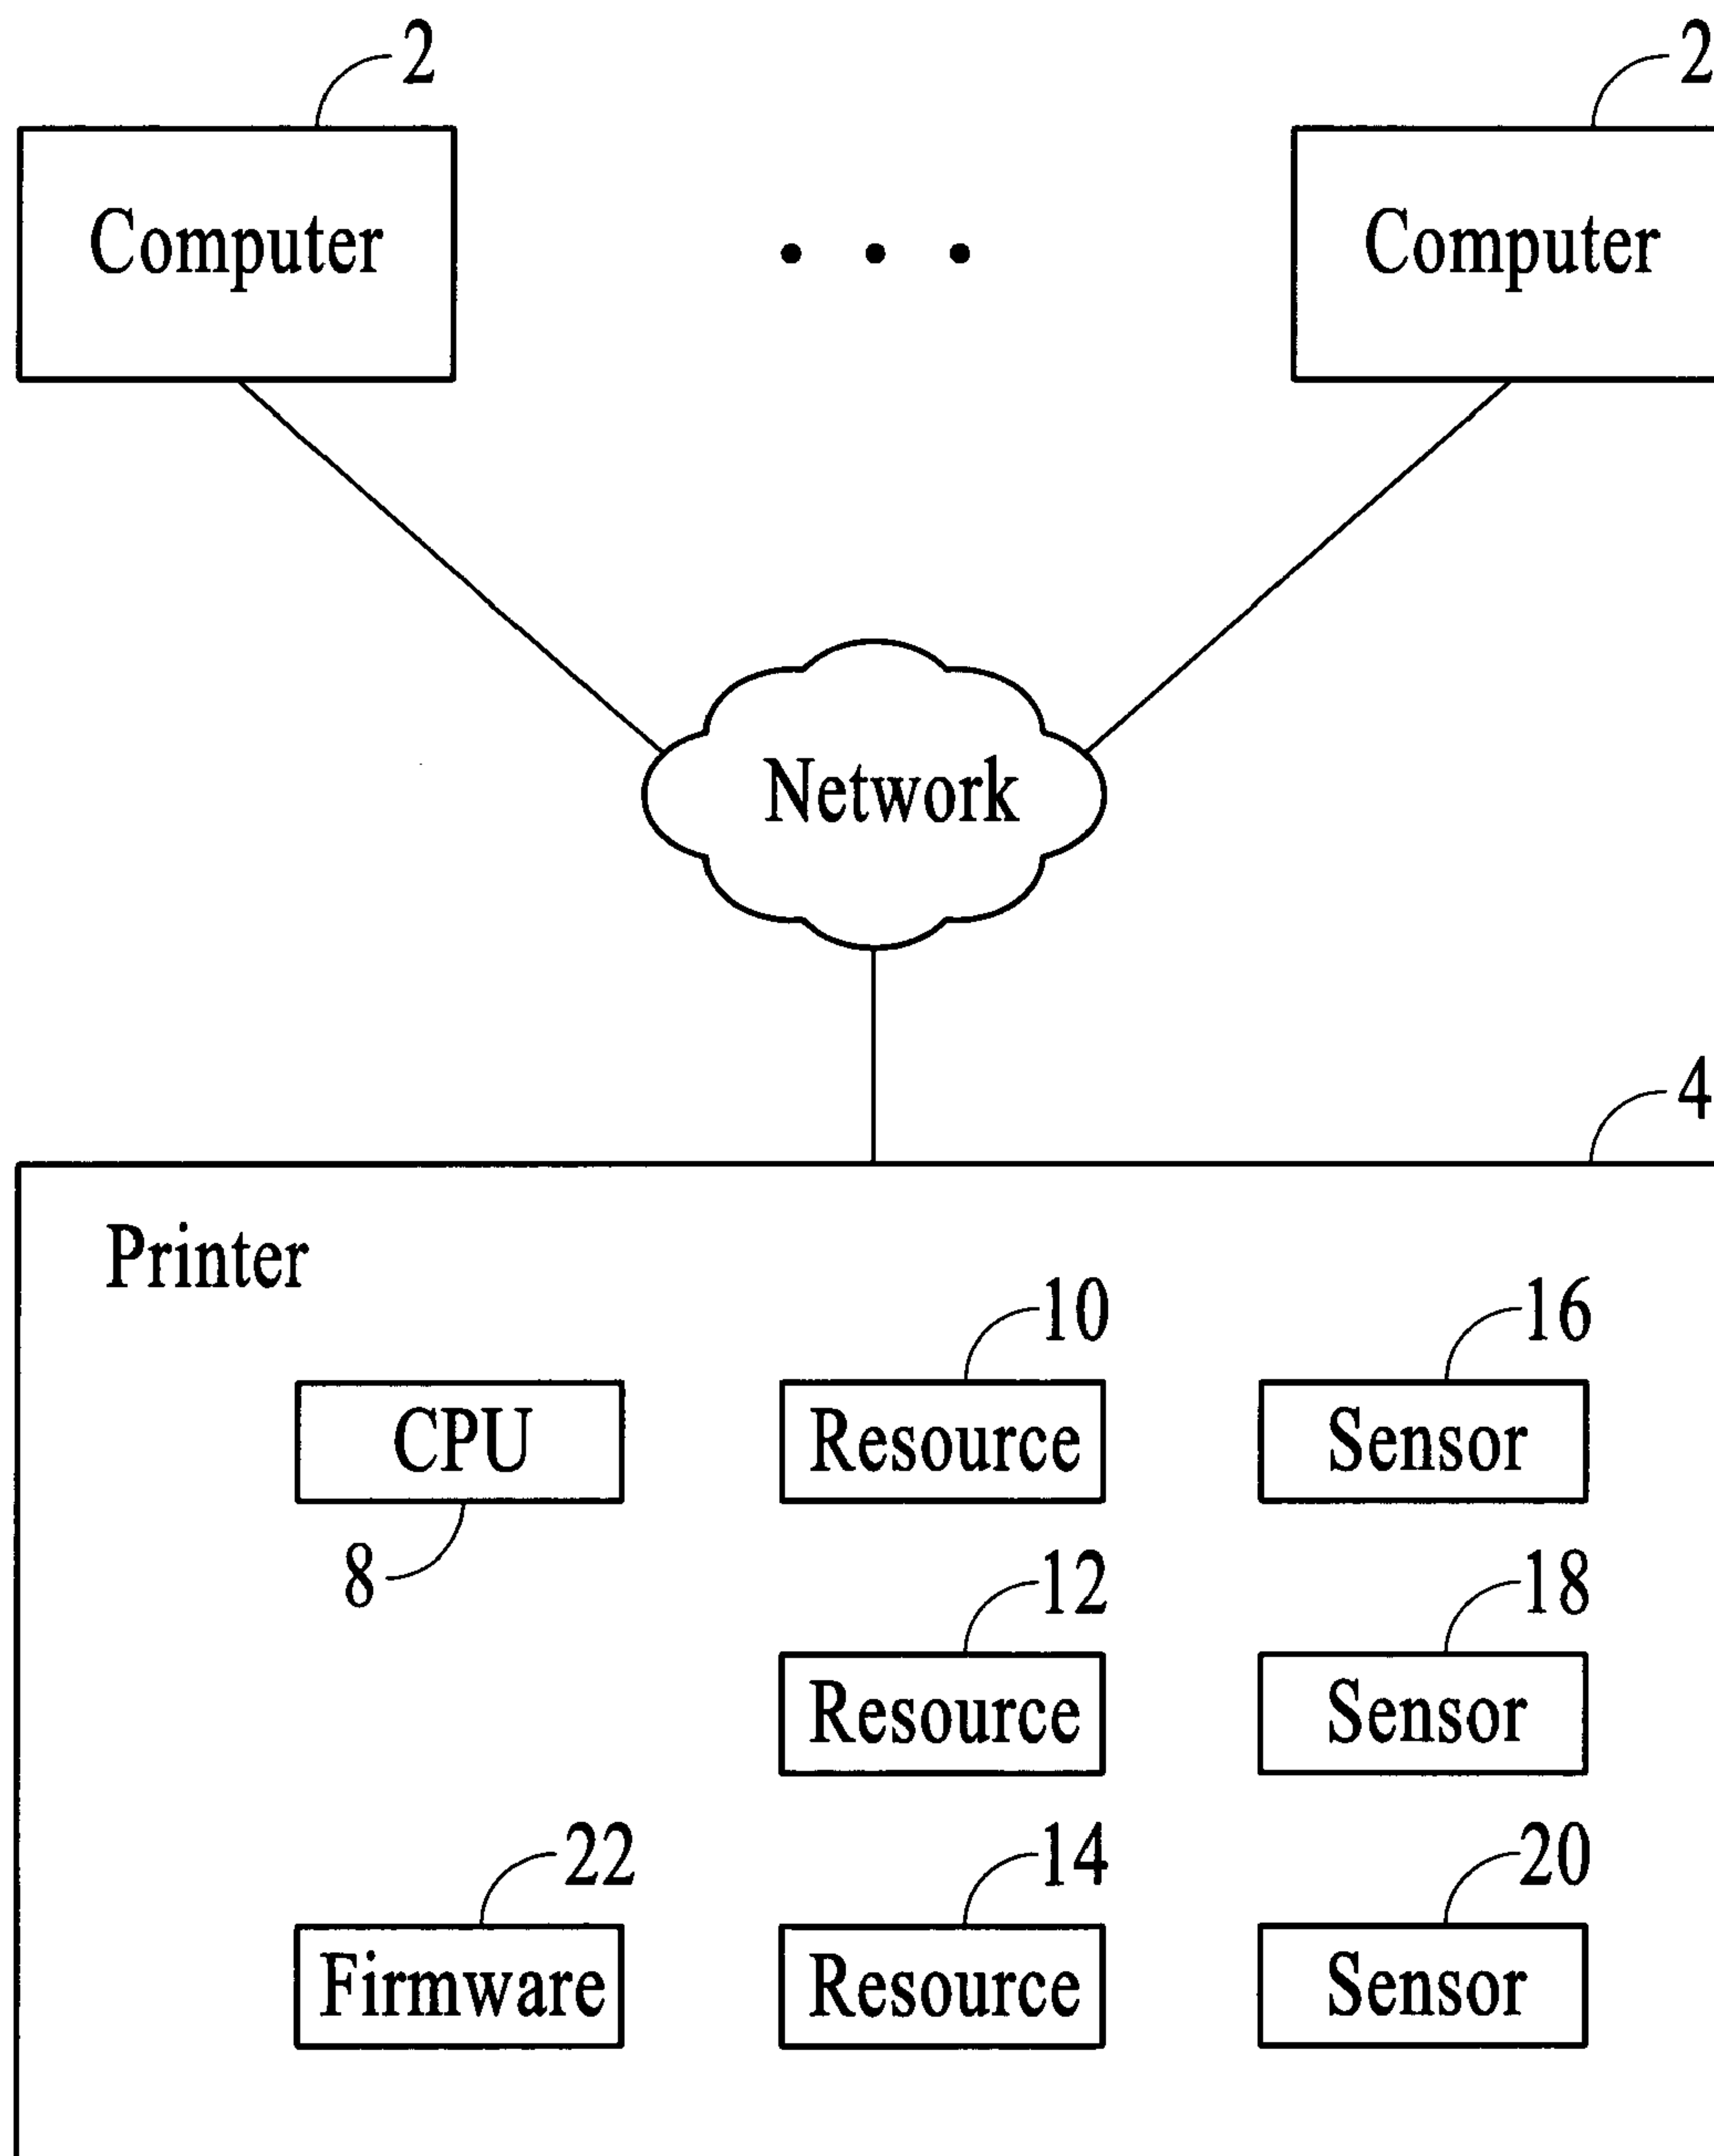 2 2
Computer • • • Computer
Network
4
Printer
10 16
CPU Resource Sensor
8 12 18
Resource Sensor
22 14 20
Firmware Resource Sensor